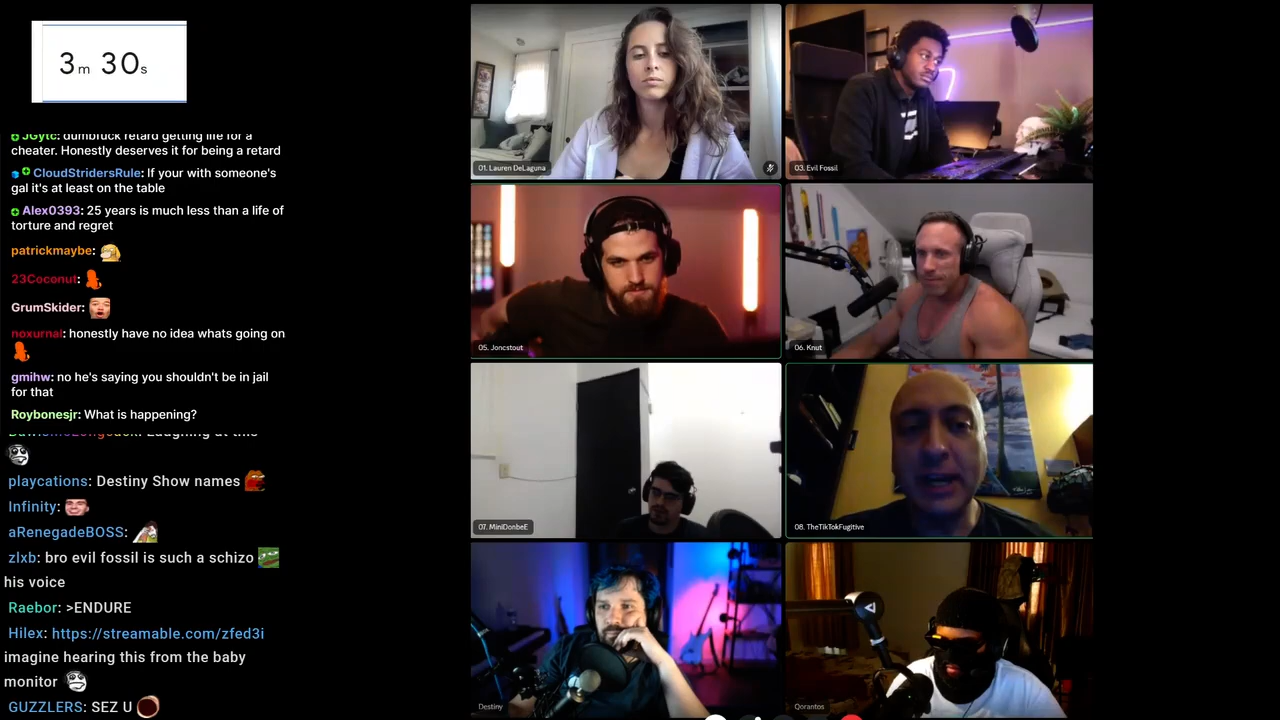 3m 30s
JGytc: dumbfuck retard getting life for a
cheater. Honestly deserves it for being a retard
CloudStridersRule: If your with someone's
gal it's at least on the table
Alex0393: 25 years is much less than a life of
torture and regret
patrickmaybe:
23Coconut:
GrumSkider:
noxurnal: honestly have no idea whats going on
gmihw: no he's saying you shouldn't be in jail
for that
Roybonesjr: What is happening?
Laughing at this
playcations: Destiny Show names
Infinity:
aRenegadeBOSS:
zlxb: bro evil fossil is such a schizo
his voice
Raebor: >ENDURE
Hilex: https://streamable.com/zfed3i
imagine hearing this from the baby
monitor
GUZZLERS: SEZ U
01. Lauren DeLaguna
03. Evil Fossil
05. Joncstout
06. Knut
07. MiniDonbeE
08. TheTikTokFugitive
Destiny
Qorantos